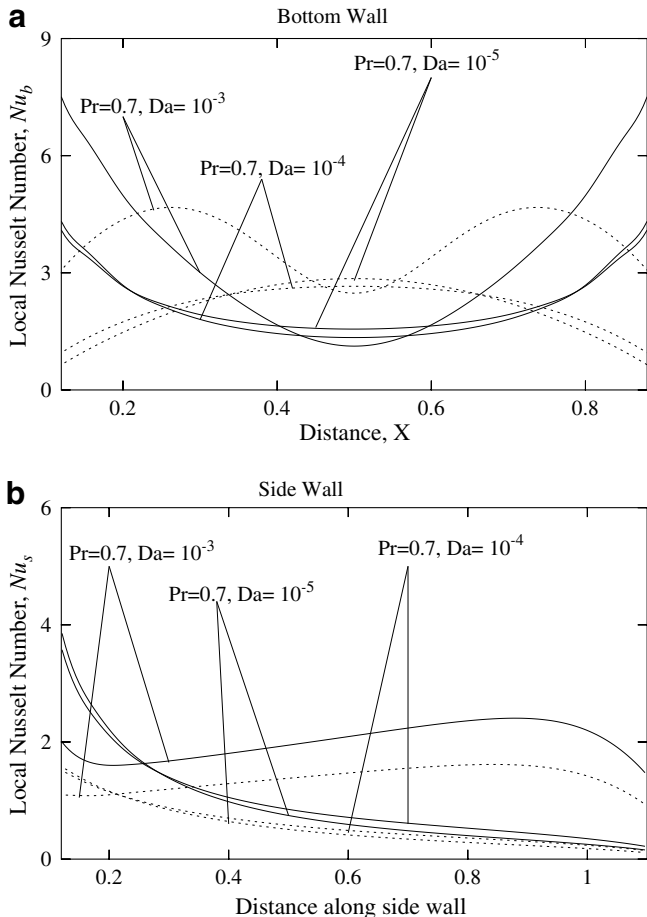 a
Bottom Wall
9
6
3
0
Pr=0.7, Da= 10⁻⁵
Pr=0.7, Da= 10⁻³
Pr=0.7, Da= 10⁻⁴
Local Nusselt Number, Nu_b
0.2 0.4 0.6 0.8
Distance, X
b
Side Wall
6
4
2
0
Pr=0.7, Da= 10⁻³
Pr=0.7, Da= 10⁻⁴
Pr=0.7, Da= 10⁻⁵
Local Nusselt Number, Nu_s
0.2 0.4 0.6 0.8 1
Distance along side wall